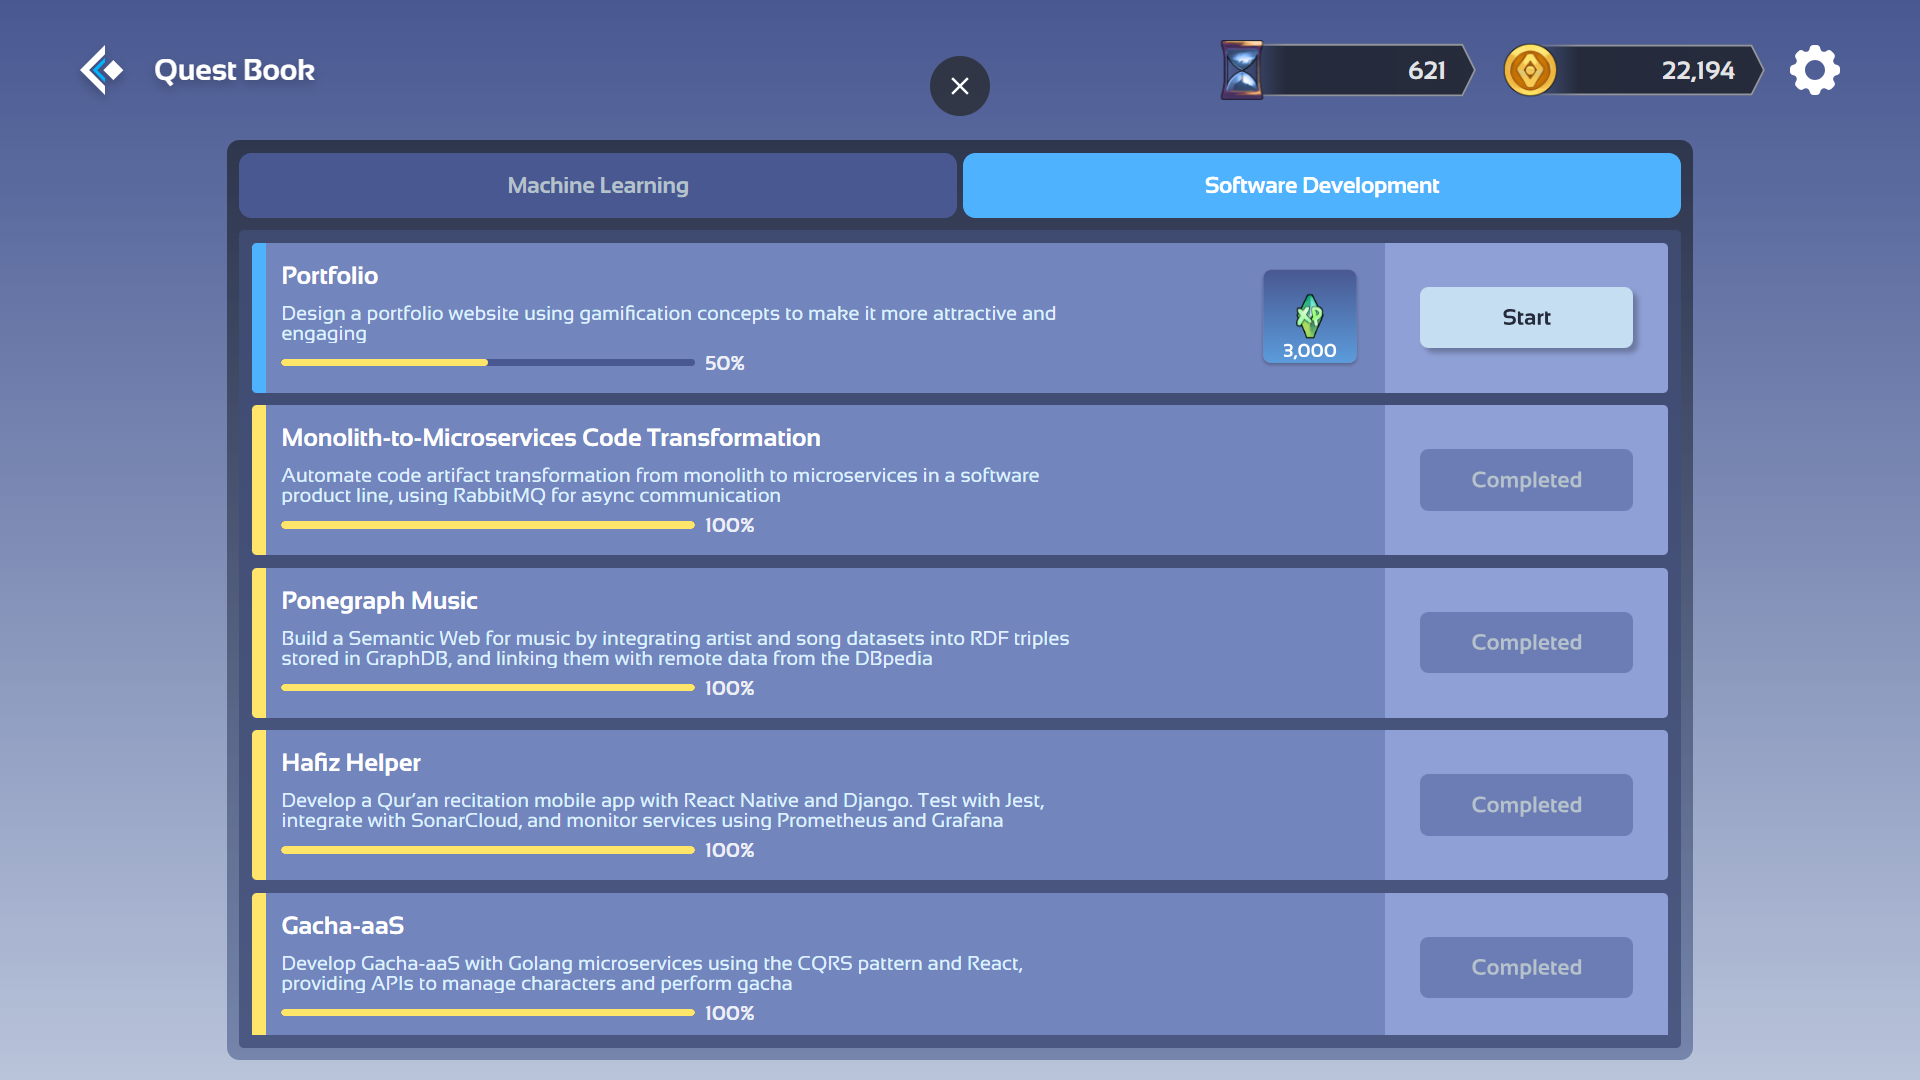 Quest Book
621
22,194
Machine Learning
Software Development
Portfolio
Design a portfolio website using gamification concepts to make it more attractive and
engaging
50%
XP
3,000
Start
Monolith-to-Microservices Code Transformation
Automate code artifact transformation from monolith to microservices in a software
product line, using RabbitMQ for async communication
100%
Completed
Ponegraph Music
Build a Semantic Web for music by integrating artist and song datasets into RDF triples
stored in GraphDB, and linking them with remote data from the DBpedia
100%
Completed
Hafiz Helper
Develop a Qur'an recitation mobile app with React Native and Django. Test with Jest,
integrate with SonarCloud, and monitor services using Prometheus and Grafana
100%
Completed
Gacha-aaS
Develop Gacha-aaS with Golang microservices using the CQRS pattern and React,
providing APIs to manage characters and perform gacha
100%
Completed